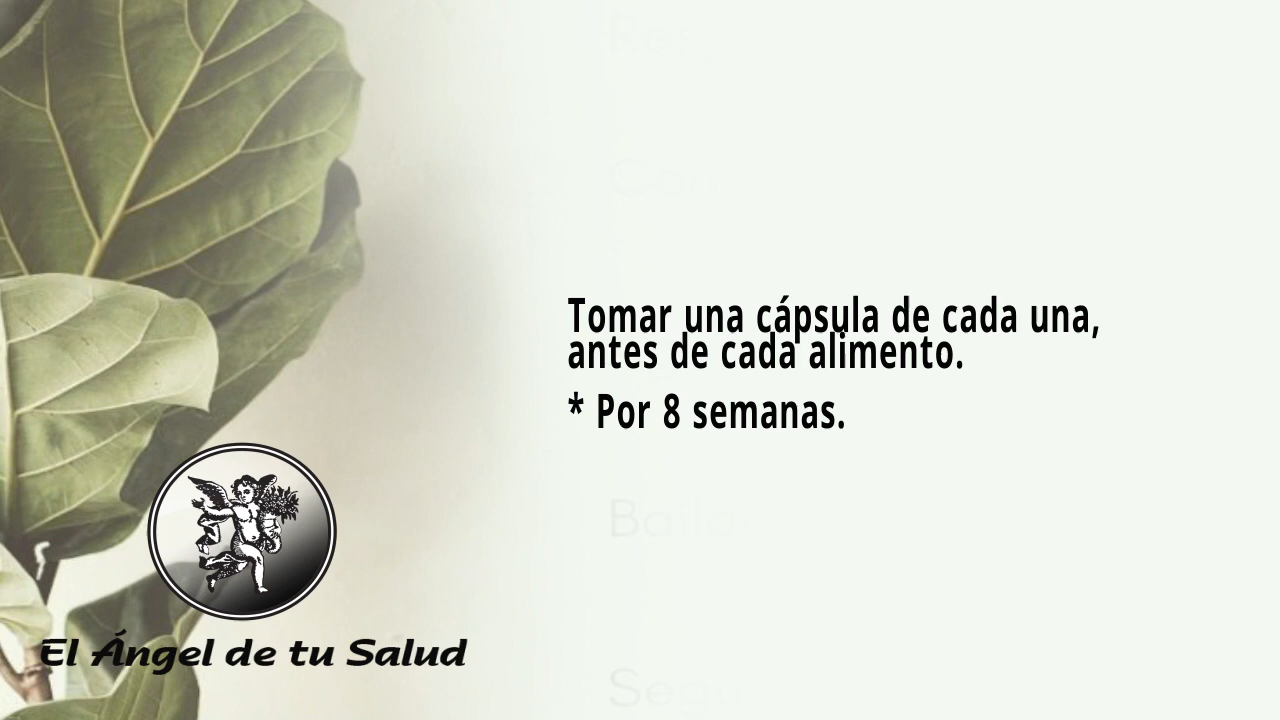 Tomar una cápsula de cada una,
antes de cada alimento.
* Por 8 semanas.
El Ángel de tu Salud